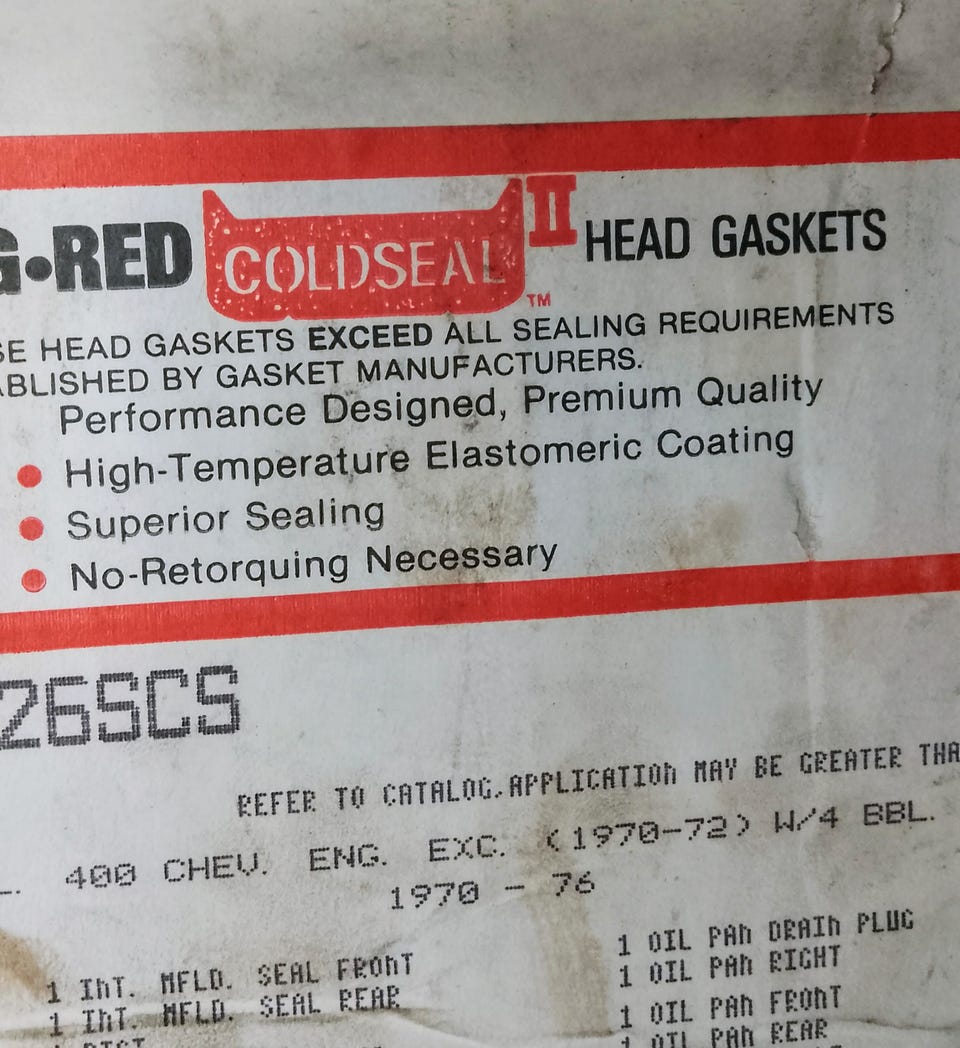 G•RED COLDSEAL II ™ HEAD GASKETS
SE HEAD GASKETS EXCEED ALL SEALING REQUIREMENTS
ABLISHED BY GASKET MANUFACTURERS.
Performance Designed, Premium Quality
• High-Temperature Elastomeric Coating
• Superior Sealing
• No-Retorquing Necessary
26SCS
REFER TO CATALOG.APPLICATION MAY BE GREATER THA
. 400 CHEV. ENG. EXC. (1970-72) W/4 BBL.
1970 - 76
1 INT. MFLD. SEAL FRONT
1 INT. MFLD. SEAL REAR
1 OIL PAN DRAIN PLUG
1 OIL PAN RIGHT
1 OIL PAN FRONT
1 OIL PAN REAR